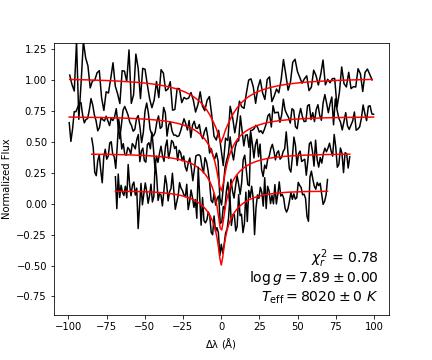 1.25
1.00
0.75
0.50
0.25
0.00
−0.25
−0.50
−0.75
Normalized Flux
χ²ᵣ = 0.78
log g = 7.89 ± 0.00
T_eff = 8020 ± 0 K
−100 −75 −50 −25 0 25 50 75 100
Δλ (Å)